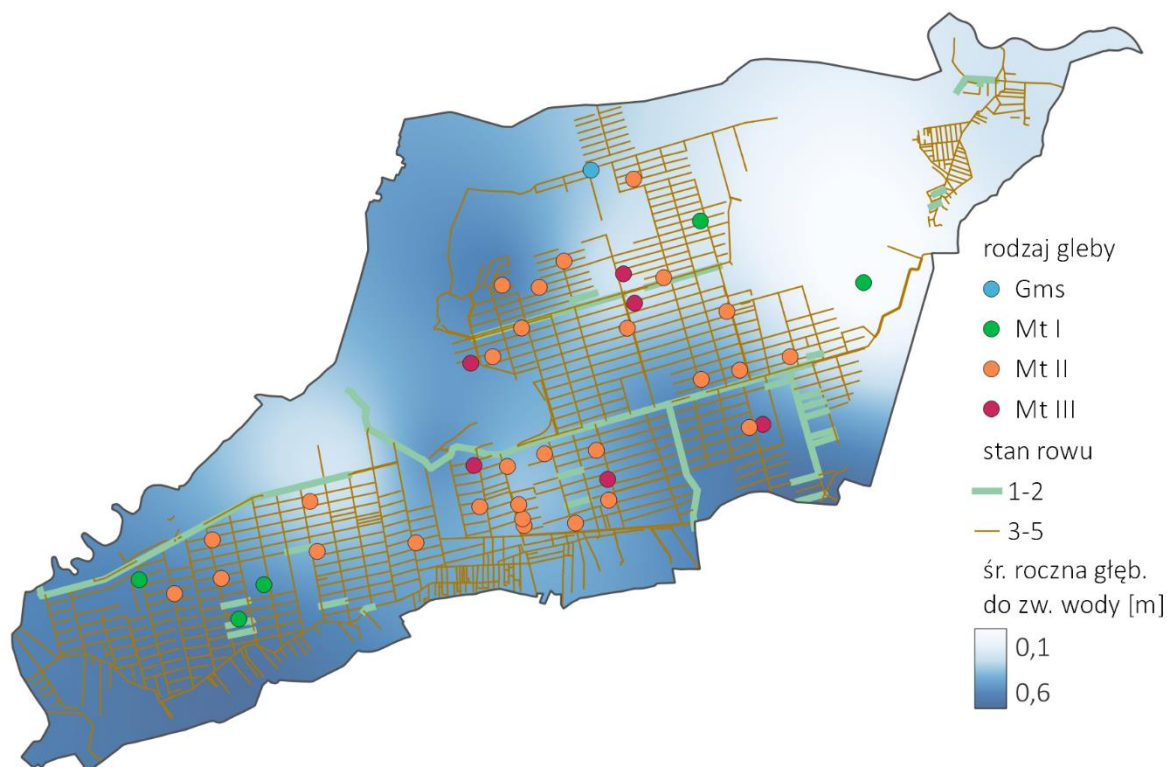 rodzaj gleby
Gms
Mt I
Mt II
Mt III
stan rowu
1-2
3-5
śr. roczna głęb.
do zw. wody [m]
0,1
0,6